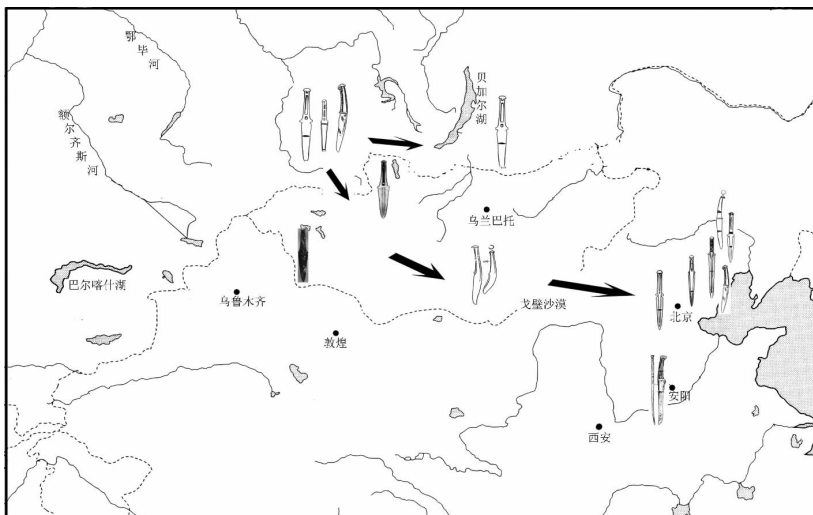 鄂毕河
额尔齐斯河
贝加尔湖
乌兰巴托
巴尔喀什湖
乌鲁木齐
戈壁沙漠
北京
敦煌
安阳
西安